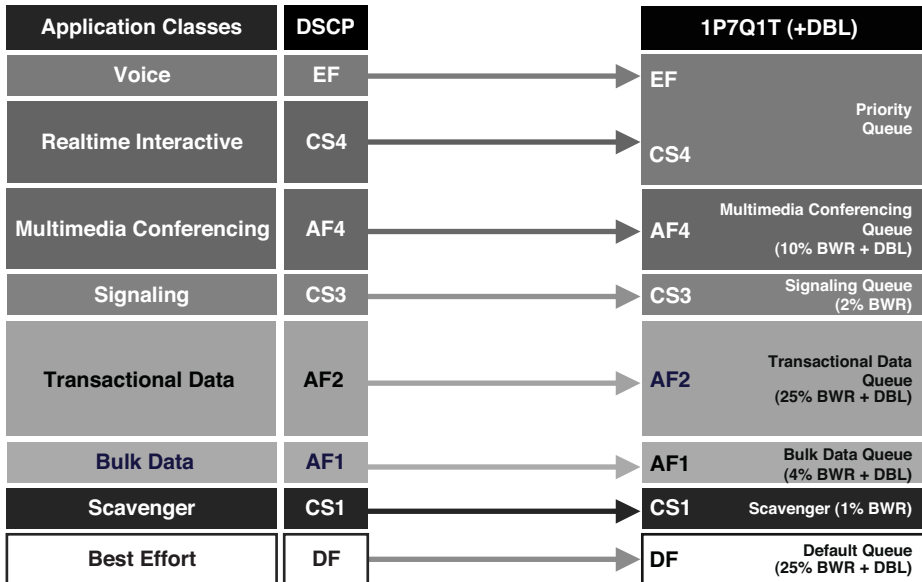 Application Classes DSCP 1P7Q1T (+DBL)
Voice EF EF
Priority
Queue
Realtime Interactive CS4 CS4
Multimedia Conferencing AF4 AF4 Multimedia Conferencing
Queue
(10% BWR + DBL)
Signaling CS3 CS3 Signaling Queue
(2% BWR)
Transactional Data AF2 AF2 Transactional Data
Queue
(25% BWR + DBL)
Bulk Data AF1 AF1 Bulk Data Queue
(4% BWR + DBL)
Scavenger CS1 CS1 Scavenger (1% BWR)
Best Effort DF DF Default Queue
(25% BWR + DBL)